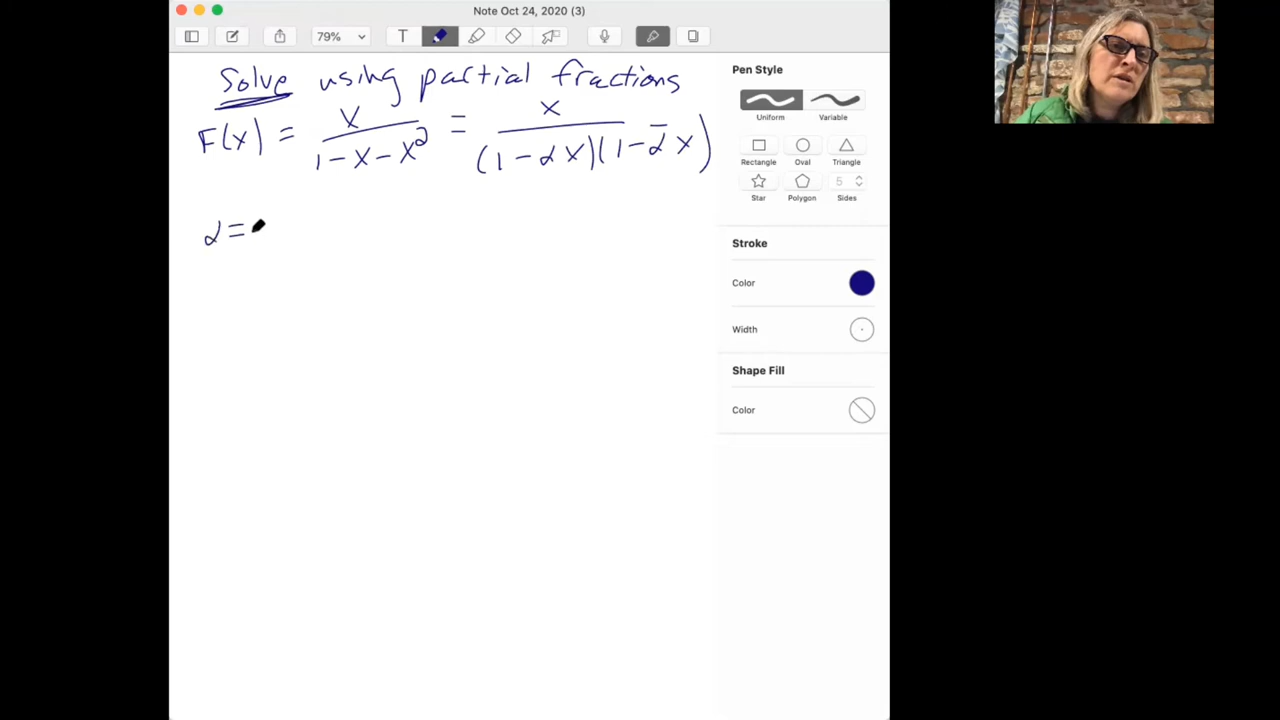 Note Oct 24, 2020 (3)
79%
T
Solve using partial fractions
F(x) = x / (1 - x - x²) = x / ((1 - αx)(1 - ᾱx))
α =
Pen Style
Uniform Variable
Rectangle Oval Triangle
5
Star Polygon Sides
Stroke
Color
Width
Shape Fill
Color